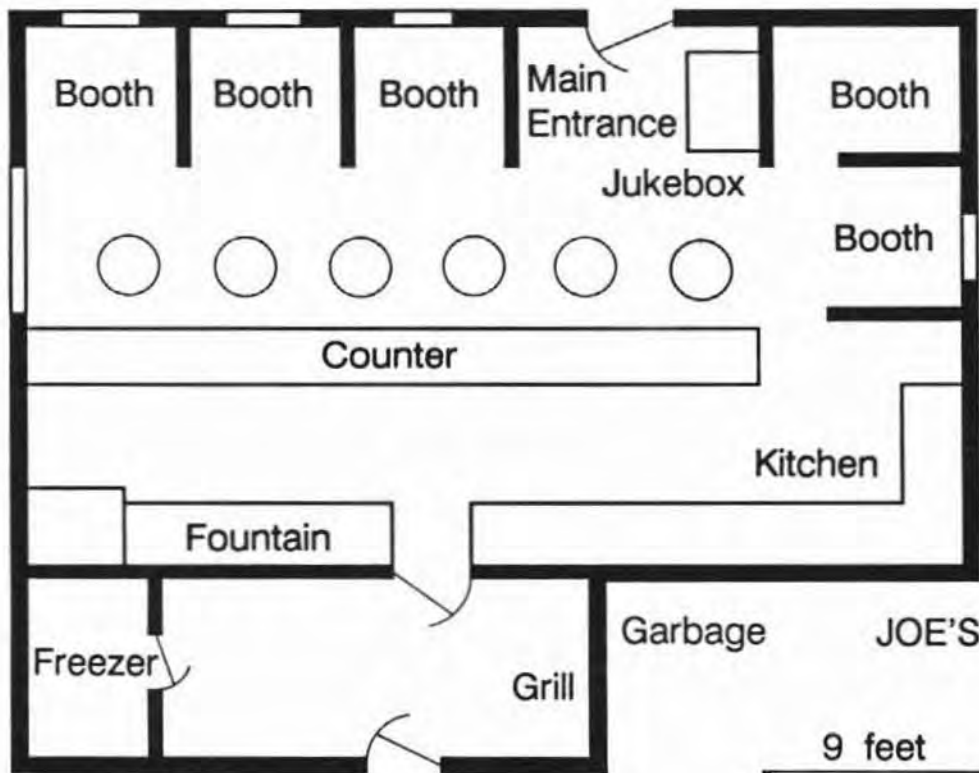 Booth
Booth
Booth
Main
Entrance
Booth
Jukebox
Booth
Counter
Kitchen
Fountain
Freezer
Grill
Garbage
JOE'S
9 feet